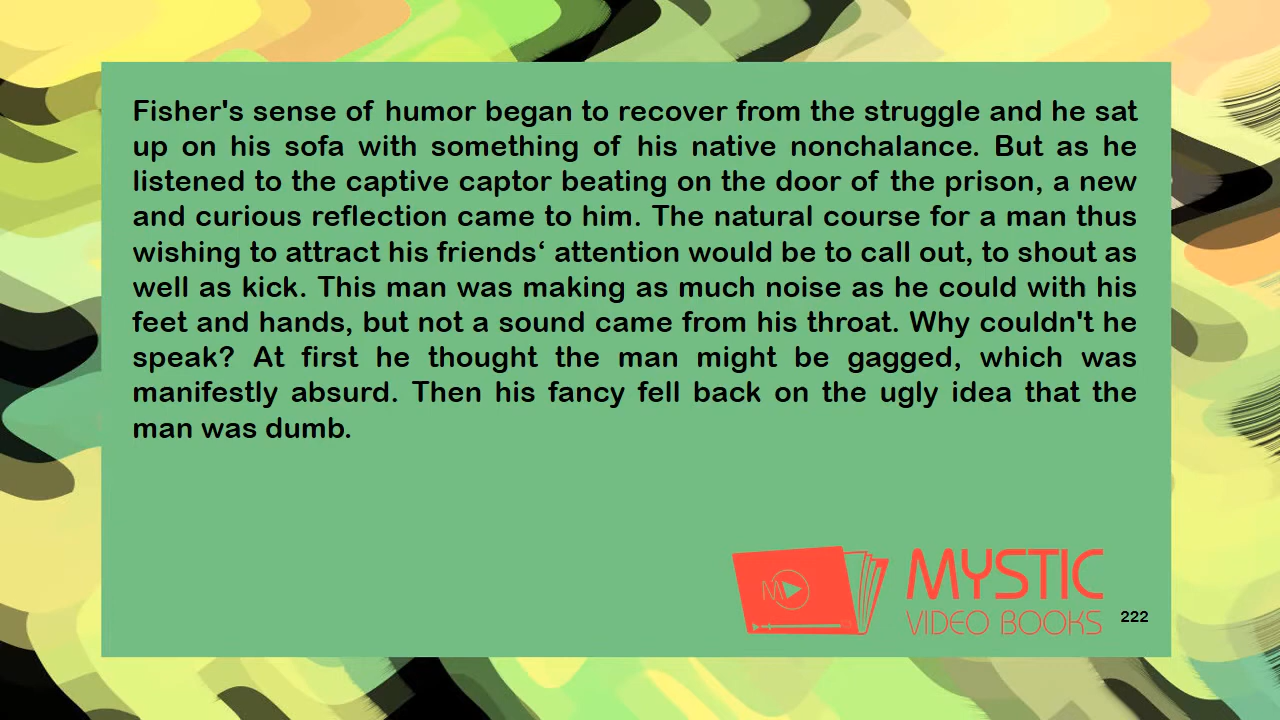 Fisher's sense of humor began to recover from the struggle and he sat
up on his sofa with something of his native nonchalance. But as he
listened to the captive captor beating on the door of the prison, a new
and curious reflection came to him. The natural course for a man thus
wishing to attract his friends‘ attention would be to call out, to shout as
well as kick. This man was making as much noise as he could with his
feet and hands, but not a sound came from his throat. Why couldn't he
speak? At first he thought the man might be gagged, which was
manifestly absurd. Then his fancy fell back on the ugly idea that the
man was dumb.
M
MYSTIC
VIDEO BOOKS
222